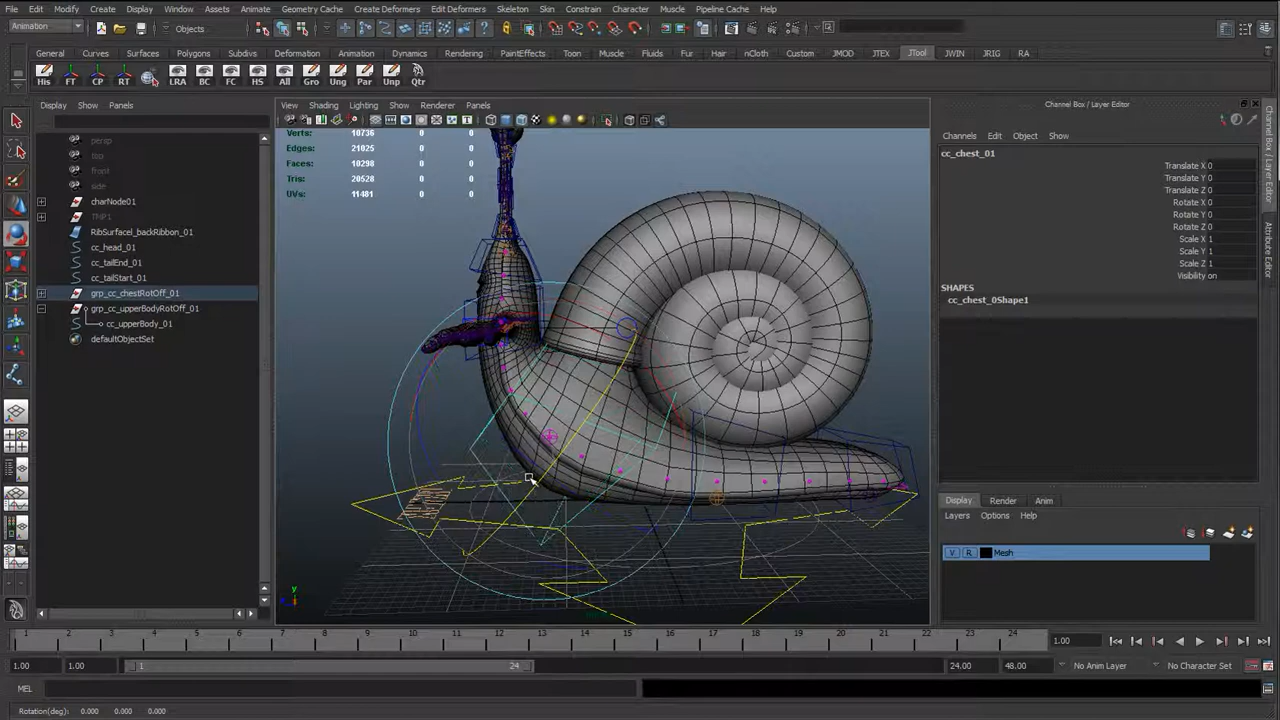 File Edit Modify Create Display Window Assets Animate Geometry Cache Create Deformers Edit Deformers Skeleton Skin Constrain Character Muscle Pipeline Cache Help
Animation Objects
General Curves Surfaces Polygons Subdivs Deformation Animation Dynamics Rendering PaintEffects Toon Muscle Fluids Fur Hair nCloth Custom JMOD JTEX JTool JWIN JRIG RA
His FT CP RT LRA BC FC HS All Gro Ung Par Unp Qtr
Display Show Panels
View Shading Lighting Show Renderer Panels
Channel Box / Layer Editor
persp
top
front
side
charNode01
TMP1
RibSurfacel_backRibbon_01
cc_head_01
cc_tailEnd_01
cc_tailStart_01
grp_cc_chestRotOff_01
grp_cc_upperBodyRotOff_01
cc_upperBody_01
defaultObjectSet
Verts: 10736 0 0
Edges: 21025 0 0
Faces: 10298 0 0
Tris: 20528 0 0
UVs: 11481 0 0
y
Channels Edit Object Show
cc_chest_01
Translate X 0
Translate Y 0
Translate Z 0
Rotate X 0
Rotate Y 0
Rotate Z 0
Scale X 1
Scale Y 1
Scale Z 1
Visibility on
SHAPES
cc_chest_0Shape1
Display Render Anim
Layers Options Help
V R Mesh
Channel Box / Layer Editor
Attribute Editor
1 2 3 4 5 6 7 8 9 10 11 12 13 14 15 16 17 18 19 20 21 22 23 24 1.00
1.00 1.00 1 24 24.00 48.00 No Anim Layer No Character Set
MEL
Rotation(deg): 0.000 0.000 0.000